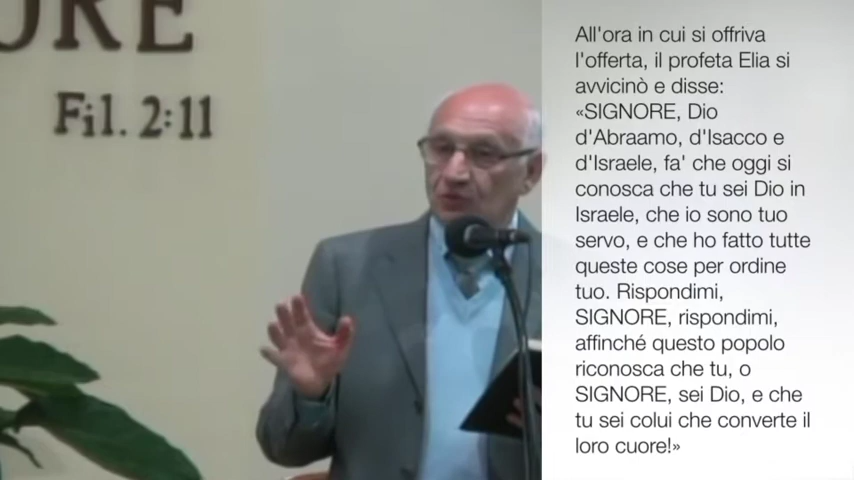 ORE
Fil. 2:11
All'ora in cui si offriva
l'offerta, il profeta Elia si
avvicinò e disse:
«SIGNORE, Dio
d'Abraamo, d'Isacco e
d'Israele, fa' che oggi si
conosca che tu sei Dio in
Israele, che io sono tuo
servo, e che ho fatto tutte
queste cose per ordine
tuo. Rispondimi,
SIGNORE, rispondimi,
affinché questo popolo
riconosca che tu, o
SIGNORE, sei Dio, e che
tu sei colui che converte il
loro cuore!»